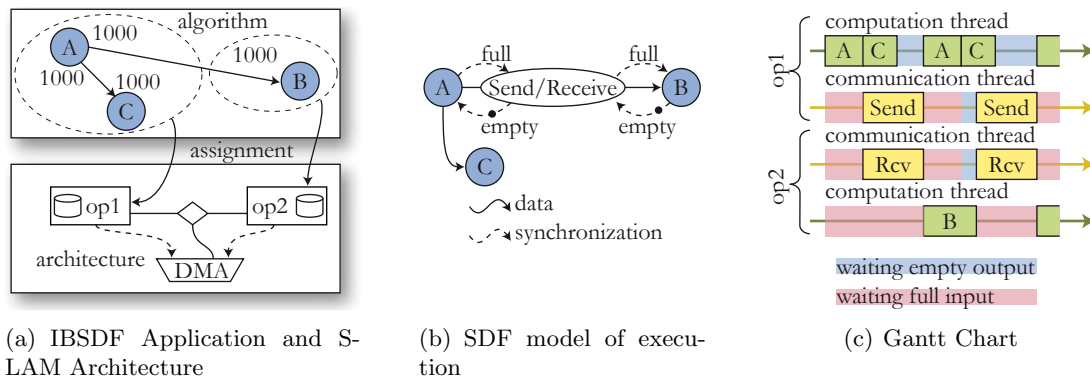 algorithm
1000
A
1000
1000
1000
B
C
assignment
op1
op2
architecture
DMA
(a) IBSDF Application and S-
LAM Architecture
full
full
A
Send/Receive
B
empty
empty
C
data
synchronization
(b) SDF model of execu-
tion
computation thread
A C A C
op1
communication thread
Send Send
communication thread
Rcv Rcv
op2
computation thread
B
waiting empty output
waiting full input
(c) Gantt Chart